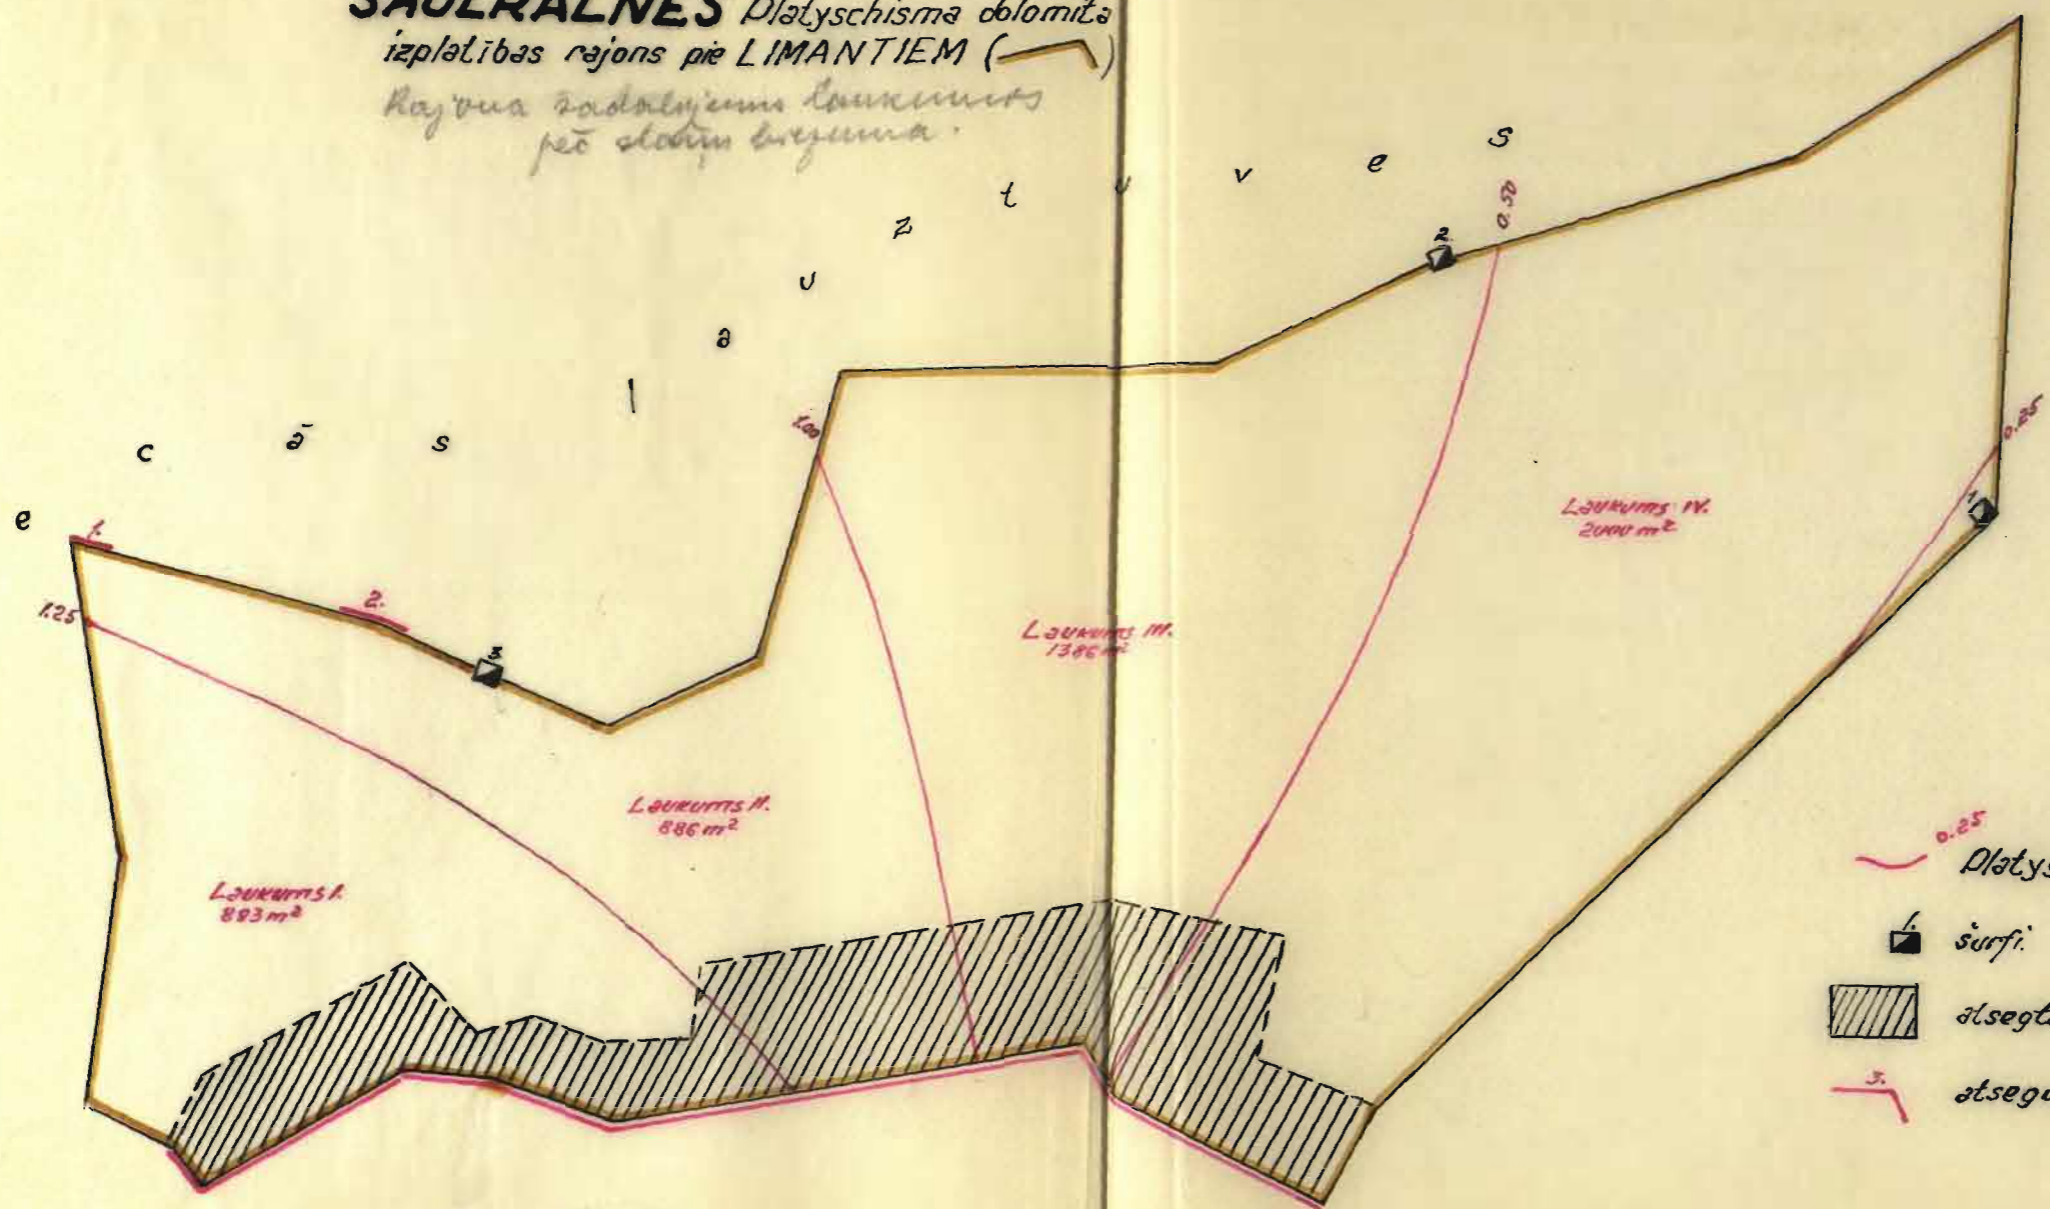 SAULKALNES Platyschisma dolomita
izplatības rajons pie LIMANTIEM ( )
Rajona sadalījums laukumos
pēc slāņu biezuma.
e c ā s l a u z t u v e s
1.
2.
3
1.25
1.00
2.
0.50
0.25
1
Laukums I.
883 m²
Laukums II.
886 m²
Laukums III.
1386 m²
Laukums IV.
2000 m²
0.25
Platys
1.
šurfi.
atsegt
3.
atsegu